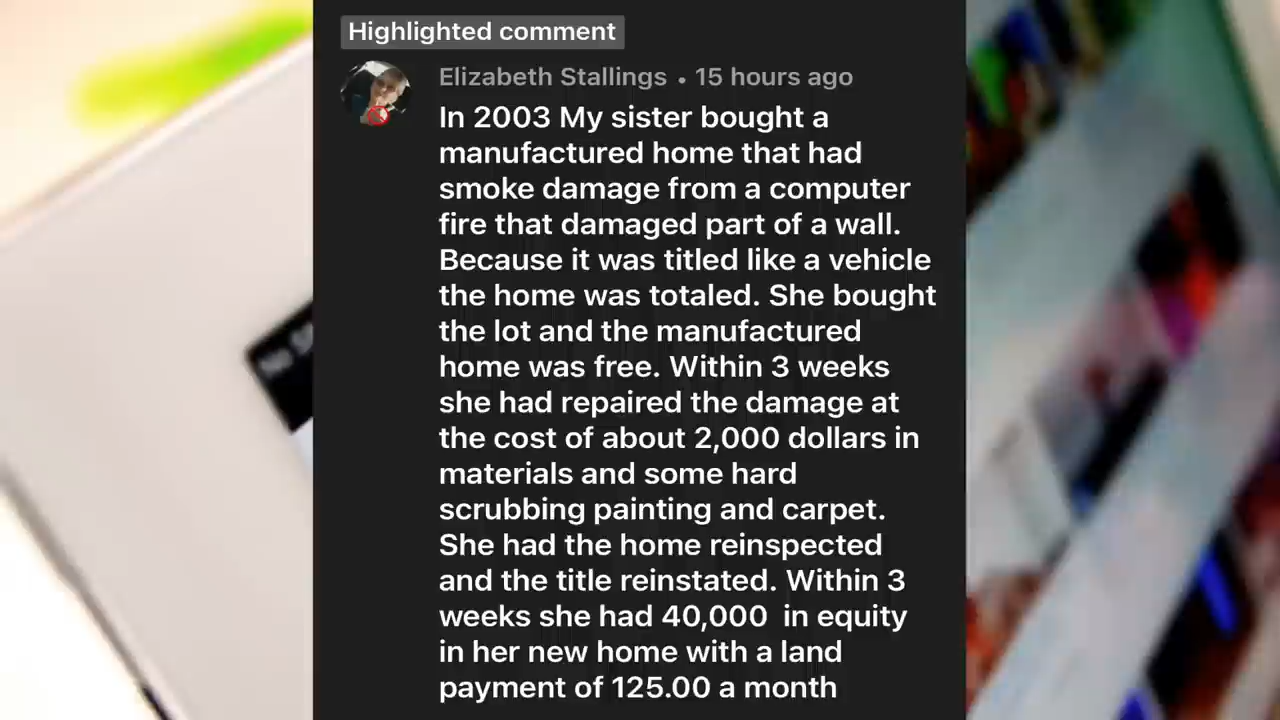 Highlighted comment
Elizabeth Stallings • 15 hours ago
In 2003 My sister bought a
manufactured home that had
smoke damage from a computer
fire that damaged part of a wall.
Because it was titled like a vehicle
the home was totaled. She bought
the lot and the manufactured
home was free. Within 3 weeks
she had repaired the damage at
the cost of about 2,000 dollars in
materials and some hard
scrubbing painting and carpet.
She had the home reinspected
and the title reinstated. Within 3
weeks she had 40,000  in equity
in her new home with a land
payment of 125.00 a month